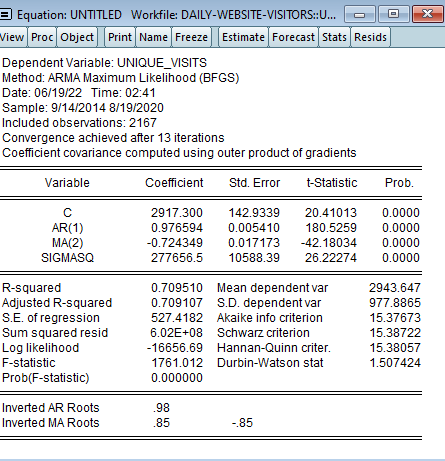 Equation: UNTITLED Workfile: DAILY-WEBSITE-VISITORS::U...
View Proc Object Print Name Freeze Estimate Forecast Stats Resids
Dependent Variable: UNIQUE_VISITS
Method: ARMA Maximum Likelihood (BFGS)
Date: 06/19/22 Time: 02:41
Sample: 9/14/2014 8/19/2020
Included observations: 2167
Convergence achieved after 13 iterations
Coefficient covariance computed using outer product of gradients
Variable Coefficient Std. Error t-Statistic Prob.
C 2917.300 142.9339 20.41013 0.0000
AR(1) 0.976594 0.005410 180.5259 0.0000
MA(2) -0.724349 0.017173 -42.18034 0.0000
SIGMASQ 277656.5 10588.39 26.22274 0.0000
R-squared 0.709510 Mean dependent var 2943.647
Adjusted R-squared 0.709107 S.D. dependent var 977.8865
S.E. of regression 527.4182 Akaike info criterion 15.37673
Sum squared resid 6.02E+08 Schwarz criterion 15.38722
Log likelihood -16656.69 Hannan-Quinn criter. 15.38057
F-statistic 1761.012 Durbin-Watson stat 1.507424
Prob(F-statistic) 0.000000
Inverted AR Roots .98
Inverted MA Roots .85 -.85